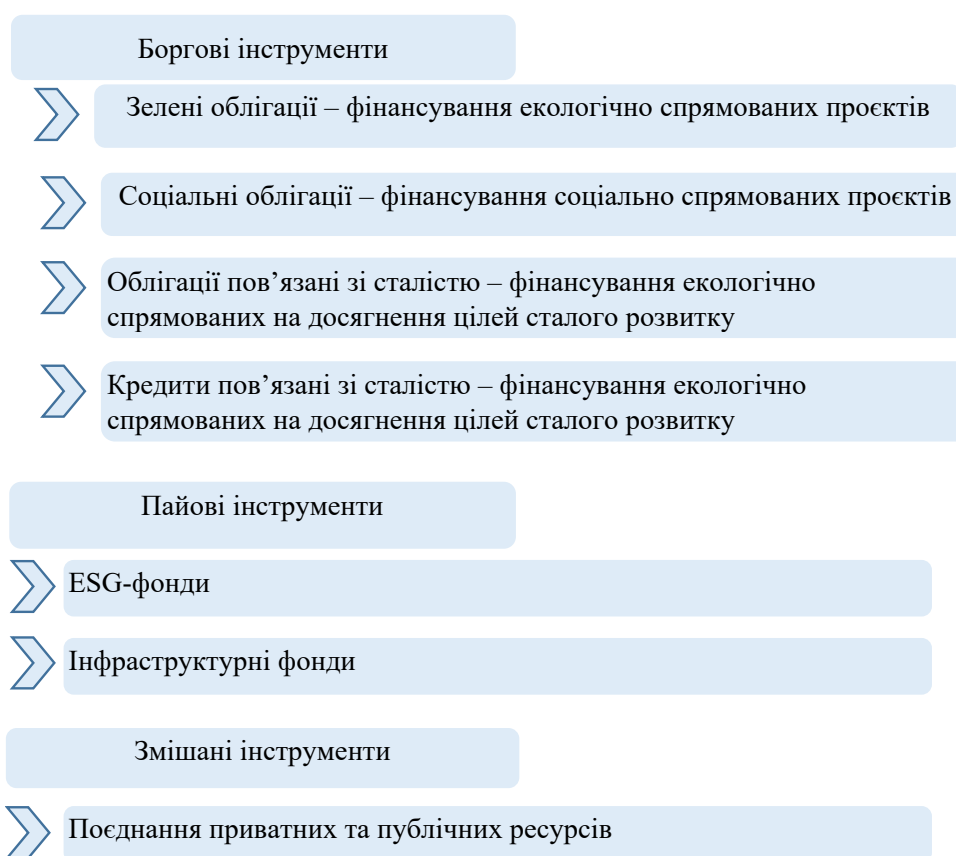 Боргові інструменти
Зелені облігації – фінансування екологічно спрямованих проєктів
Соціальні облігації – фінансування соціально спрямованих проєктів
Облігації пов’язані зі сталістю – фінансування екологічно
спрямованих на досягнення цілей сталого розвитку
Кредити пов’язані зі сталістю – фінансування екологічно
спрямованих на досягнення цілей сталого розвитку
Пайові інструменти
ESG-фонди
Інфраструктурні фонди
Змішані інструменти
Поєднання приватних та публічних ресурсів